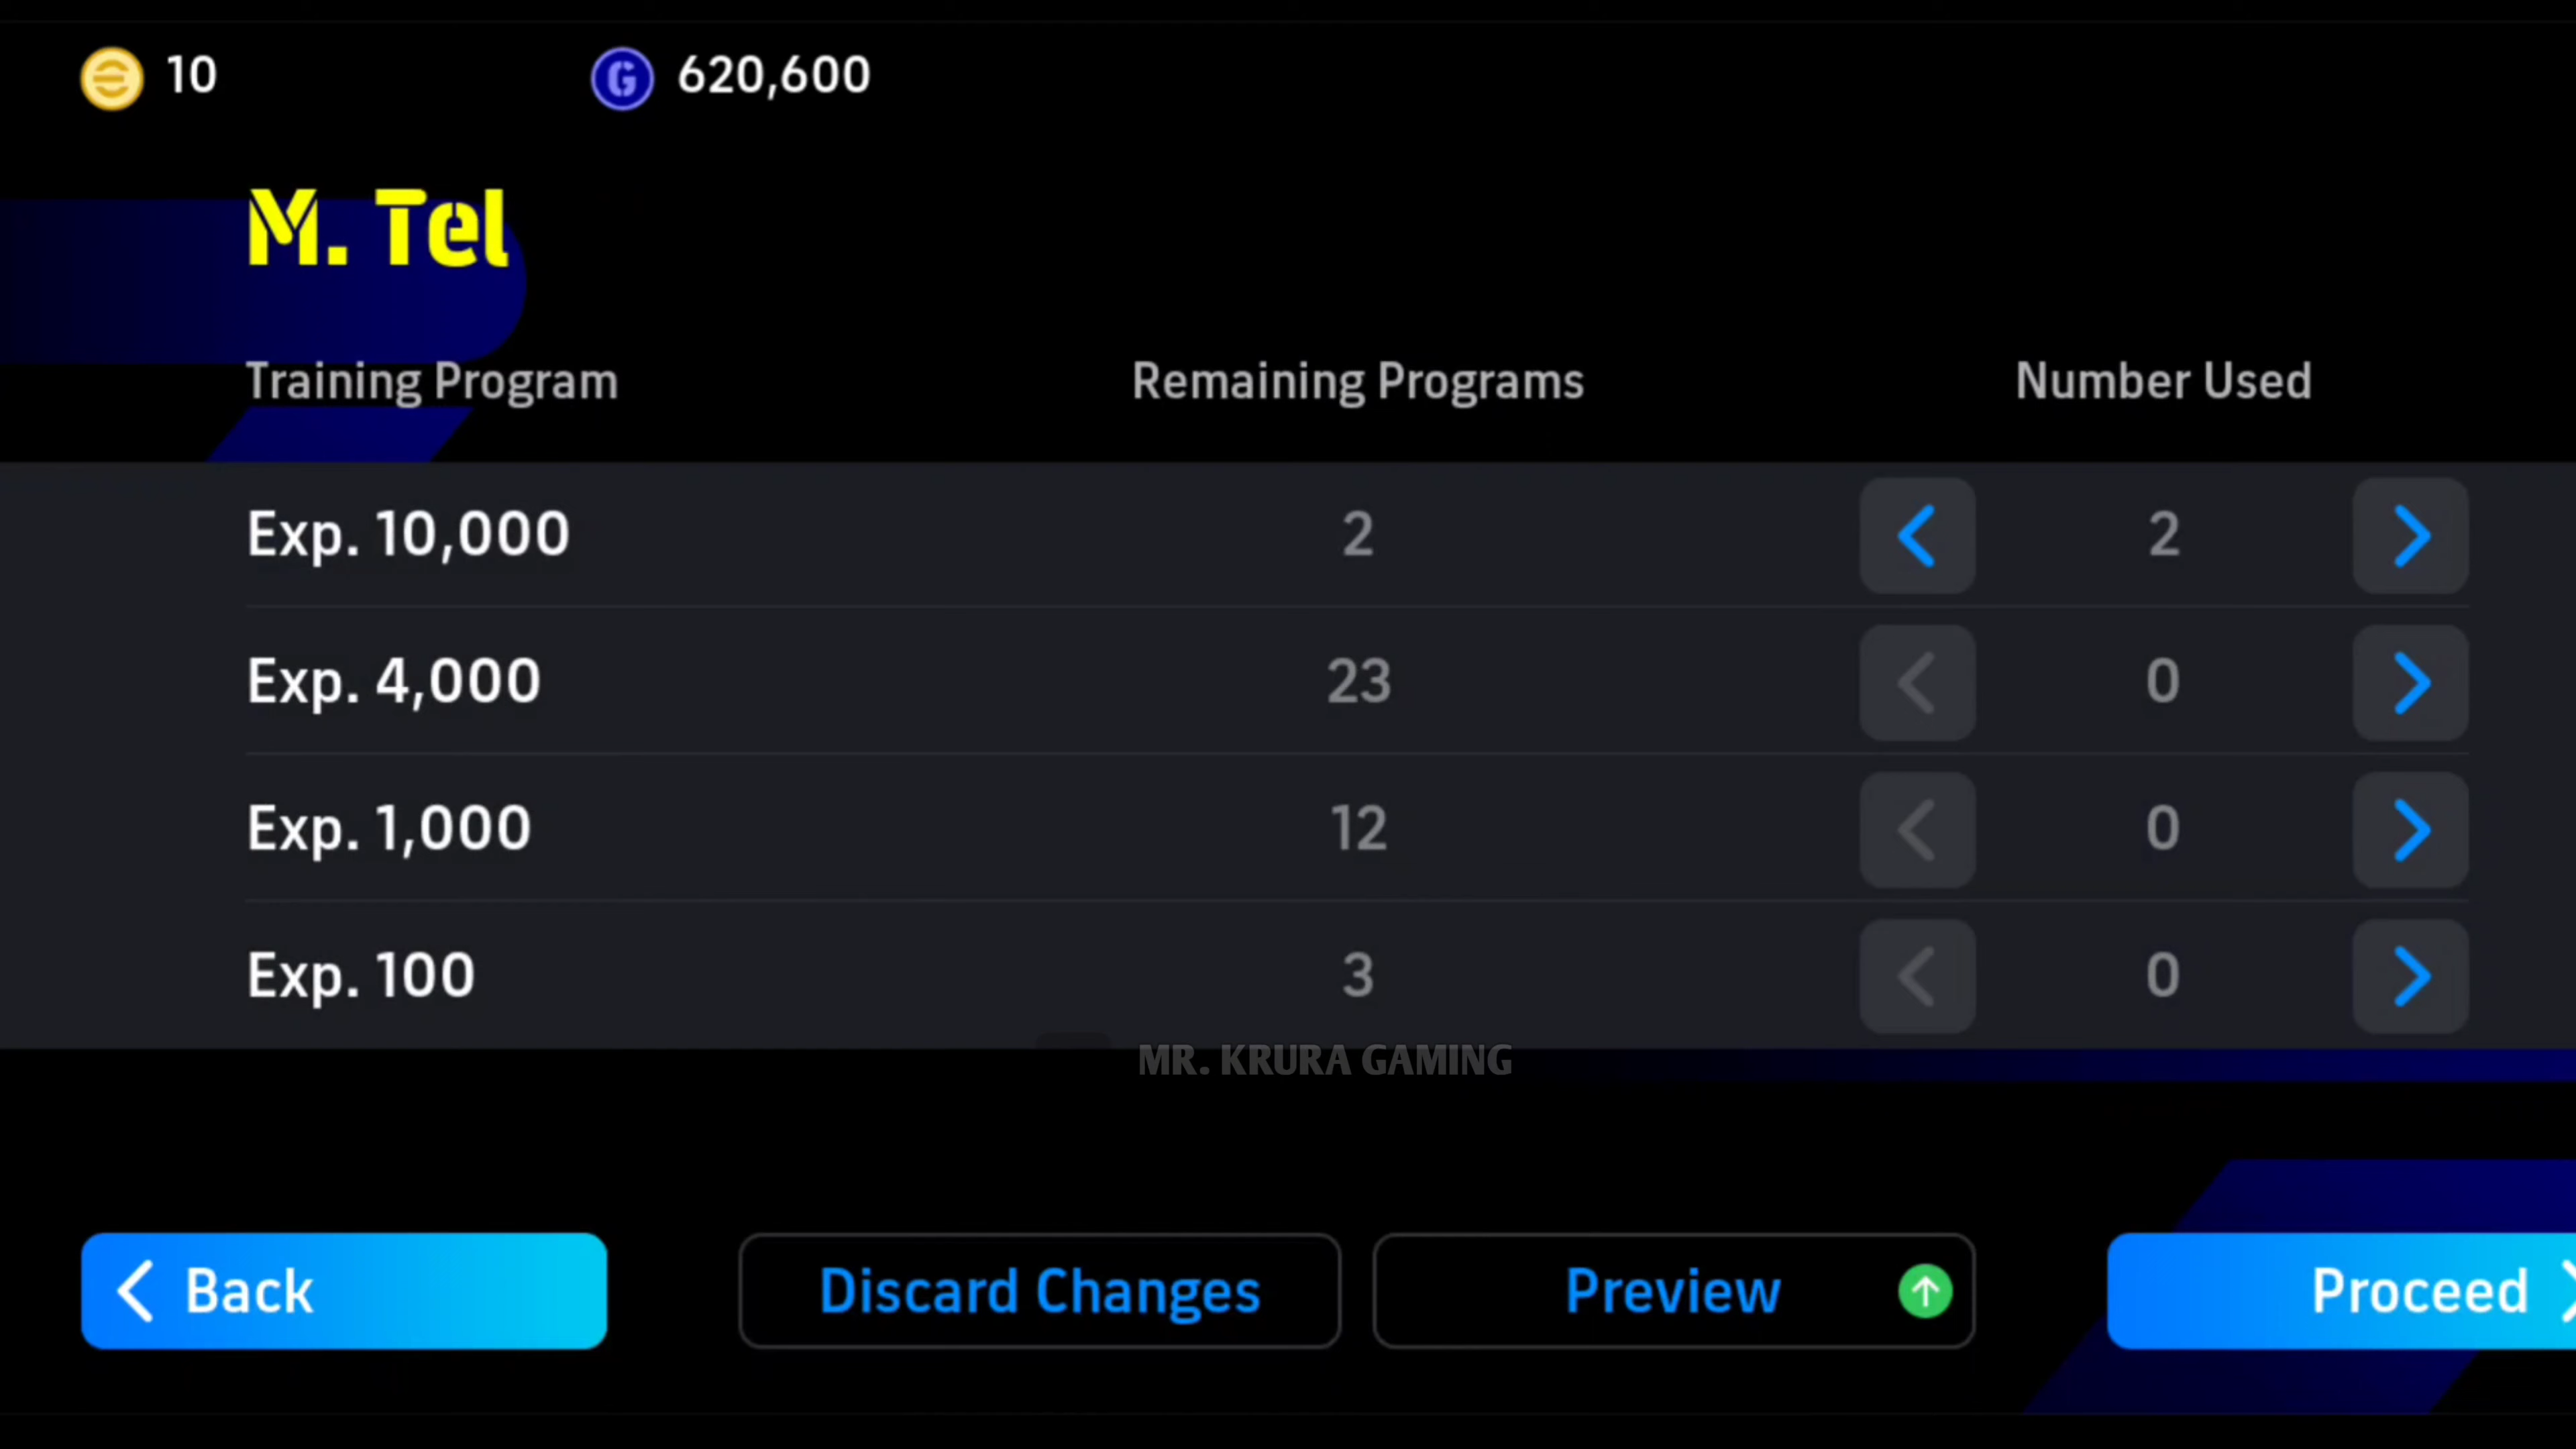 10 620,600
M. Tel
Training Program Remaining Programs Number Used
Exp. 10,000 2 2
Exp. 4,000 23 0
Exp. 1,000 12 0
Exp. 100 3 0
MR. KRURA GAMING
Back Discard Changes Preview Proceed